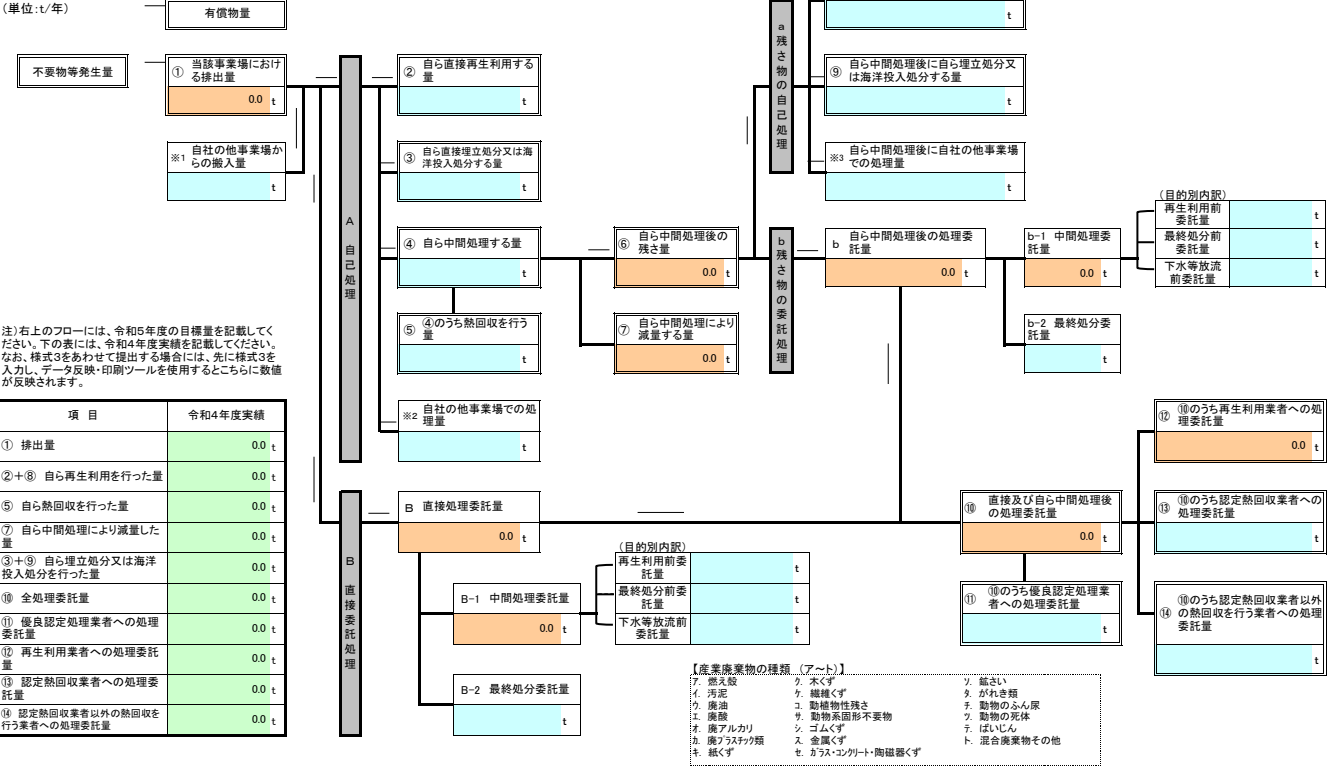 (単位:t/年)
有償物量
t
不要物等発生量
① 当該事業場におけ
る排出量
0.0 t
※1 自社の他事業場か
らの搬入量
t
A 自己処理
② 自ら直接再生利用する
量
t
③ 自ら直接埋立処分又は海
洋投入処分する量
t
④ 自ら中間処理する量
t
⑤ ④のうち熱回収を行う
量
t
※2 自社の他事業場での処
理量
t
⑥ 自ら中間処理後の
残さ量
0.0 t
⑦ 自ら中間処理により
減量する量
0.0 t
a 残さ物の自己処理
⑨ 自ら中間処理後に自ら埋立処分又
は海洋投入処分する量
t
※3 自ら中間処理後に自社の他事業場
での処理量
t
b 残さ物の委託処理
b 自ら中間処理後の処理委
託量
0.0 t
b-1 中間処理委
託量
0.0 t
(目的別内訳)
再生利用前
委託量
t
最終処分前
委託量
t
下水等放流
前委託量
t
b-2 最終処分委
託量
t
注)右上のフローには、令和5年度の目標量を記載してく
ださい。下の表には、令和4年度実績を記載してください。
なお、様式3をあわせて提出する場合には、先に様式3を
入力し、データ反映・印刷ツールを使用するとこちらに数値
が反映されます。
項 目 令和4年度実績
① 排出量 0.0 t
②+⑧ 自ら再生利用を行った量 0.0 t
⑤ 自ら熱回収を行った量 0.0 t
⑦ 自ら中間処理により減量した
量 0.0 t
③+⑨ 自ら埋立処分又は海洋
投入処分を行った量 0.0 t
⑩ 全処理委託量 0.0 t
⑪ 優良認定処理業者への処理
委託量 0.0 t
⑫ 再生利用業者への処理委託
量 0.0 t
⑬ 認定熱回収業者への処理委
託量 0.0 t
⑭ 認定熱回収業者以外の熱回収を
行う業者への処理委託量 0.0 t
B 直接委託処理
B 直接処理委託量
0.0 t
B-1 中間処理委託量
0.0 t
(目的別内訳)
再生利用前委
託量
t
最終処分前委
託量
t
下水等放流前
委託量
t
B-2 最終処分委託量
t
⑩ 直接及び自ら中間処理後
の処理委託量
0.0 t
⑪ ⑩のうち優良認定処理業
者への処理委託量
t
⑫ ⑩のうち再生利用業者への処
理委託量
0.0 t
⑬ ⑩のうち認定熱回収業者への
処理委託量
t
⑭ ⑩のうち認定熱回収業者以外
の熱回収を行う業者への処理
委託量
t
【産業廃棄物の種類 (ア~ト)】
ア. 燃え殻
イ. 汚泥
ウ. 廃油
エ. 廃酸
オ. 廃アルカリ
カ. 廃プラスチック類
キ. 紙くず
ク. 木くず
ケ. 繊維くず
コ. 動植物性残さ
サ. 動物系固形不要物
シ. ゴムくず
ス. 金属くず
セ. ガラス・コンクリート・陶磁器くず
ソ. 鉱さい
タ. がれき類
チ. 動物のふん尿
ツ. 動物の死体
テ. ばいじん
ト. 混合廃棄物その他